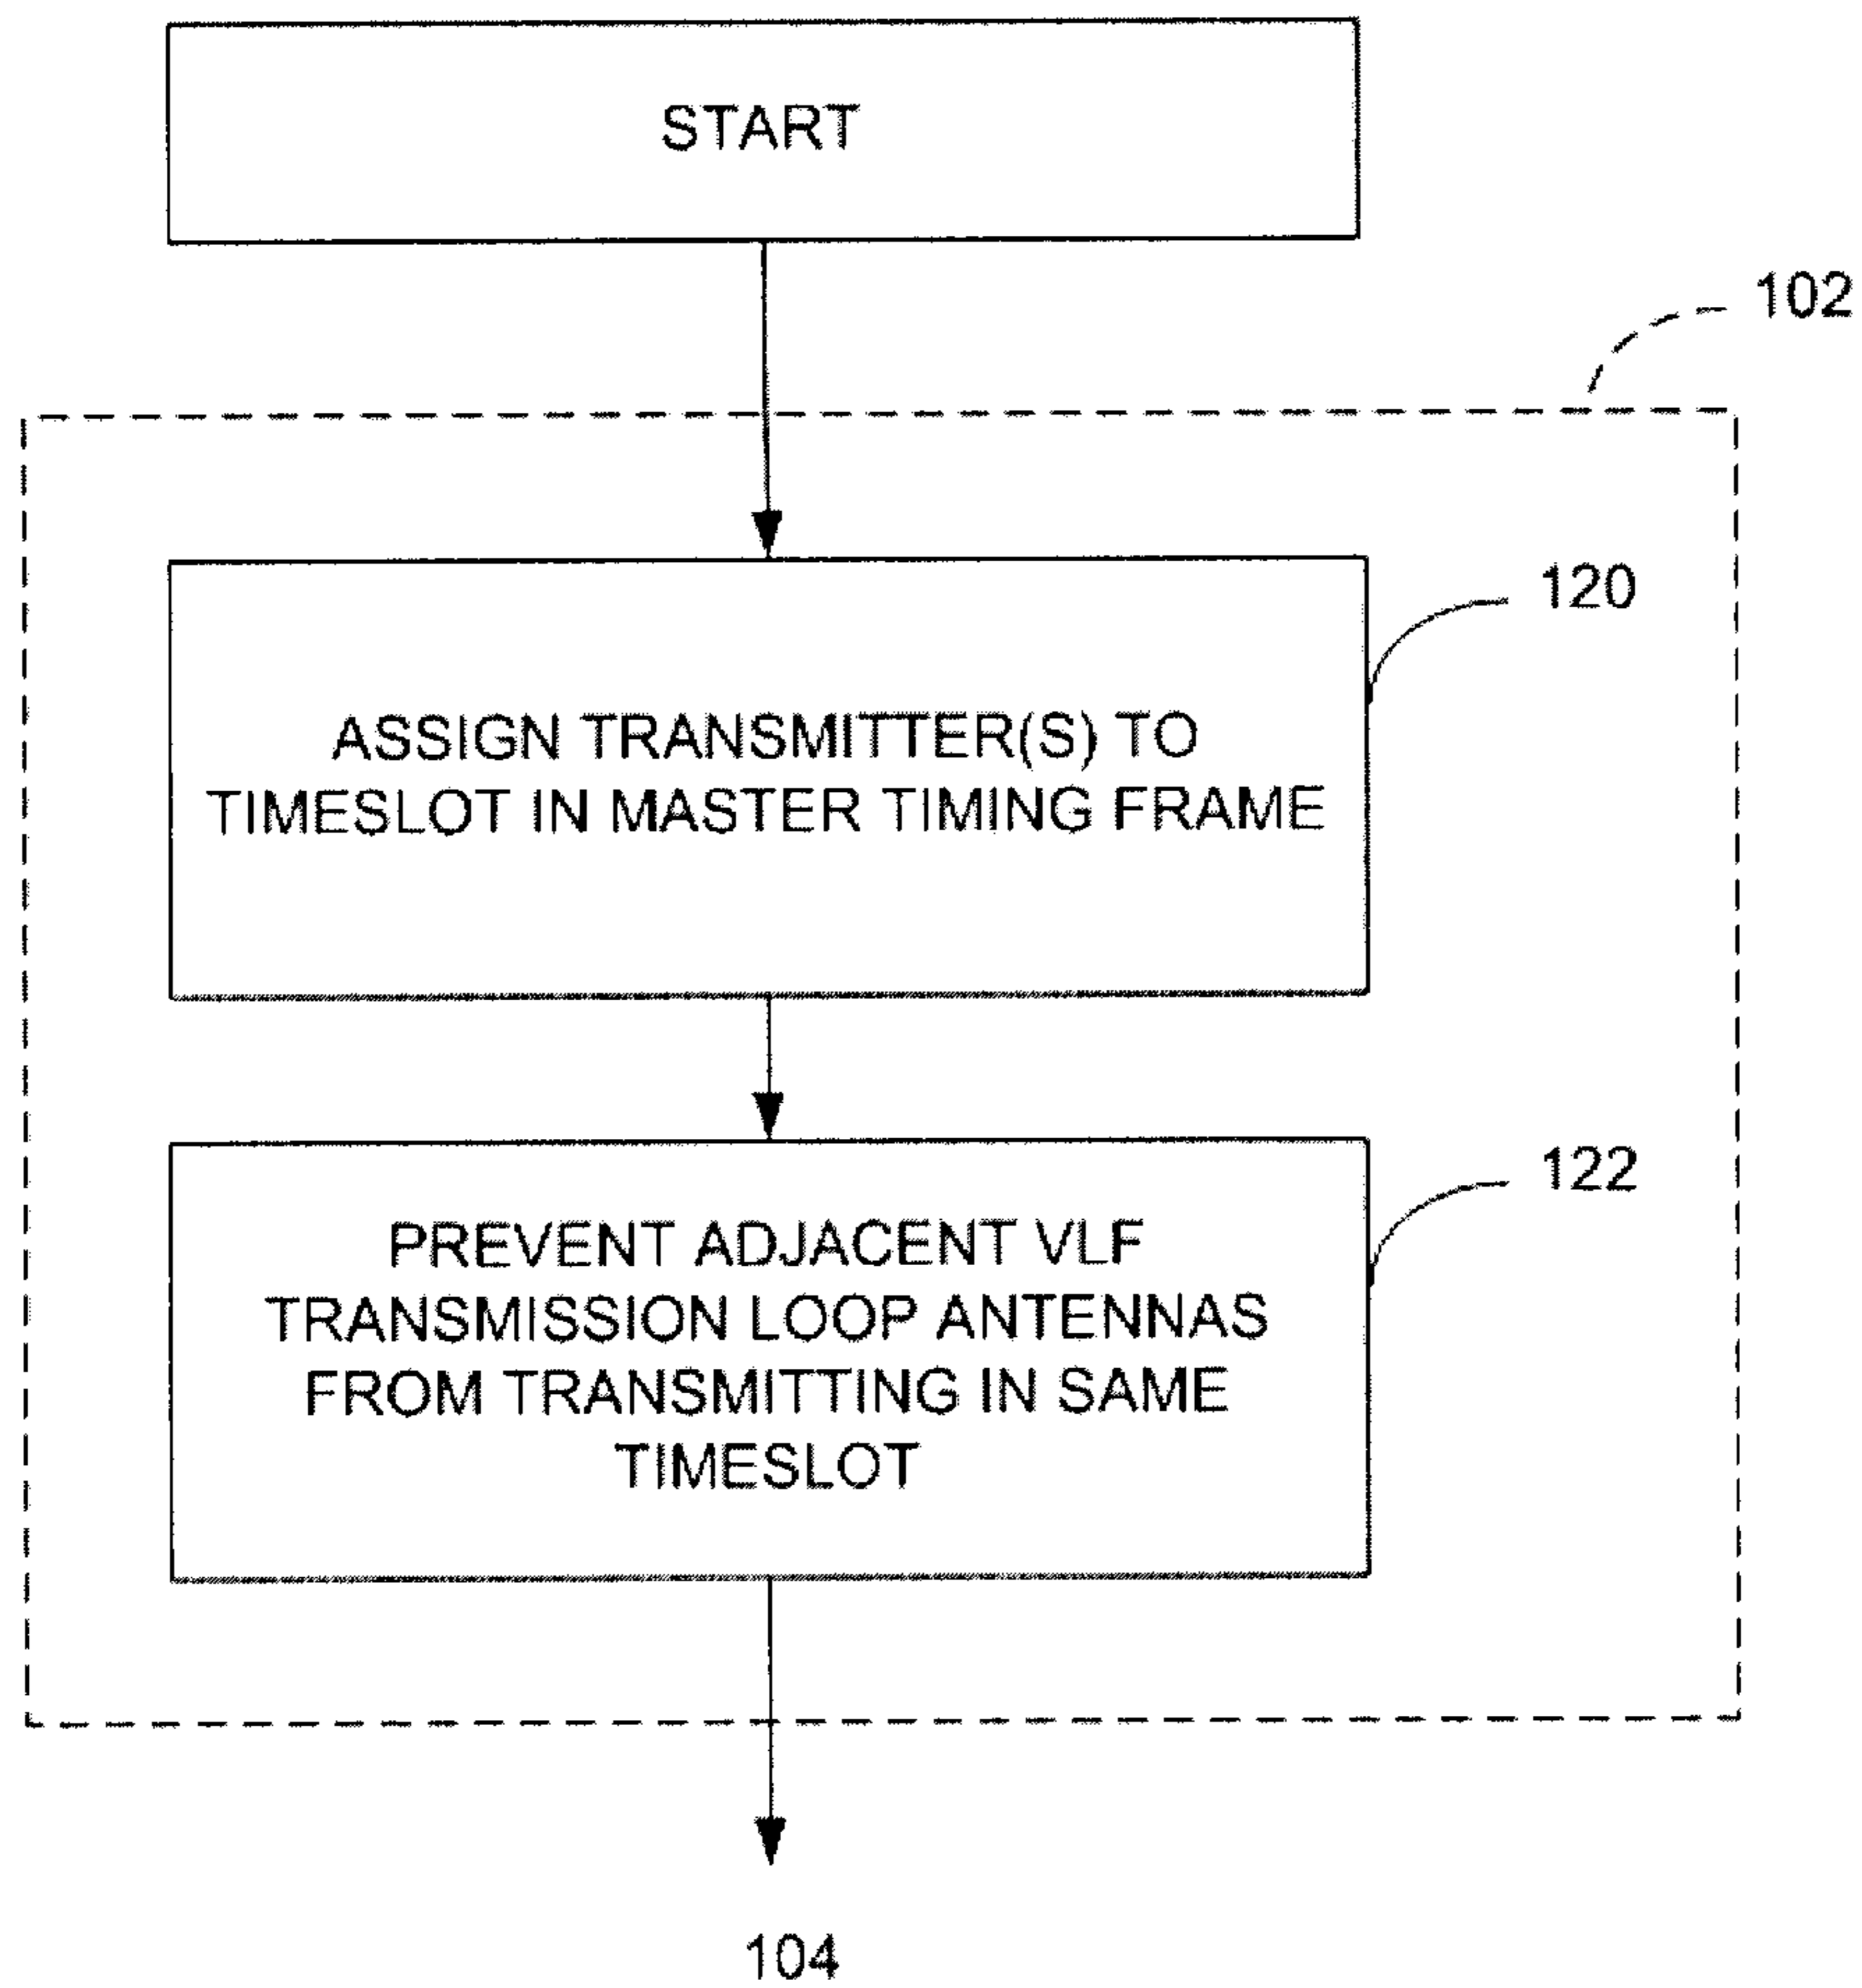 START
102
120
ASSIGN TRANSMITTER(S) TO
TIMESLOT IN MASTER TIMING FRAME
122
PREVENT ADJACENT VLF
TRANSMISSION LOOP ANTENNAS
FROM TRANSMITTING IN SAME
TIMESLOT
104